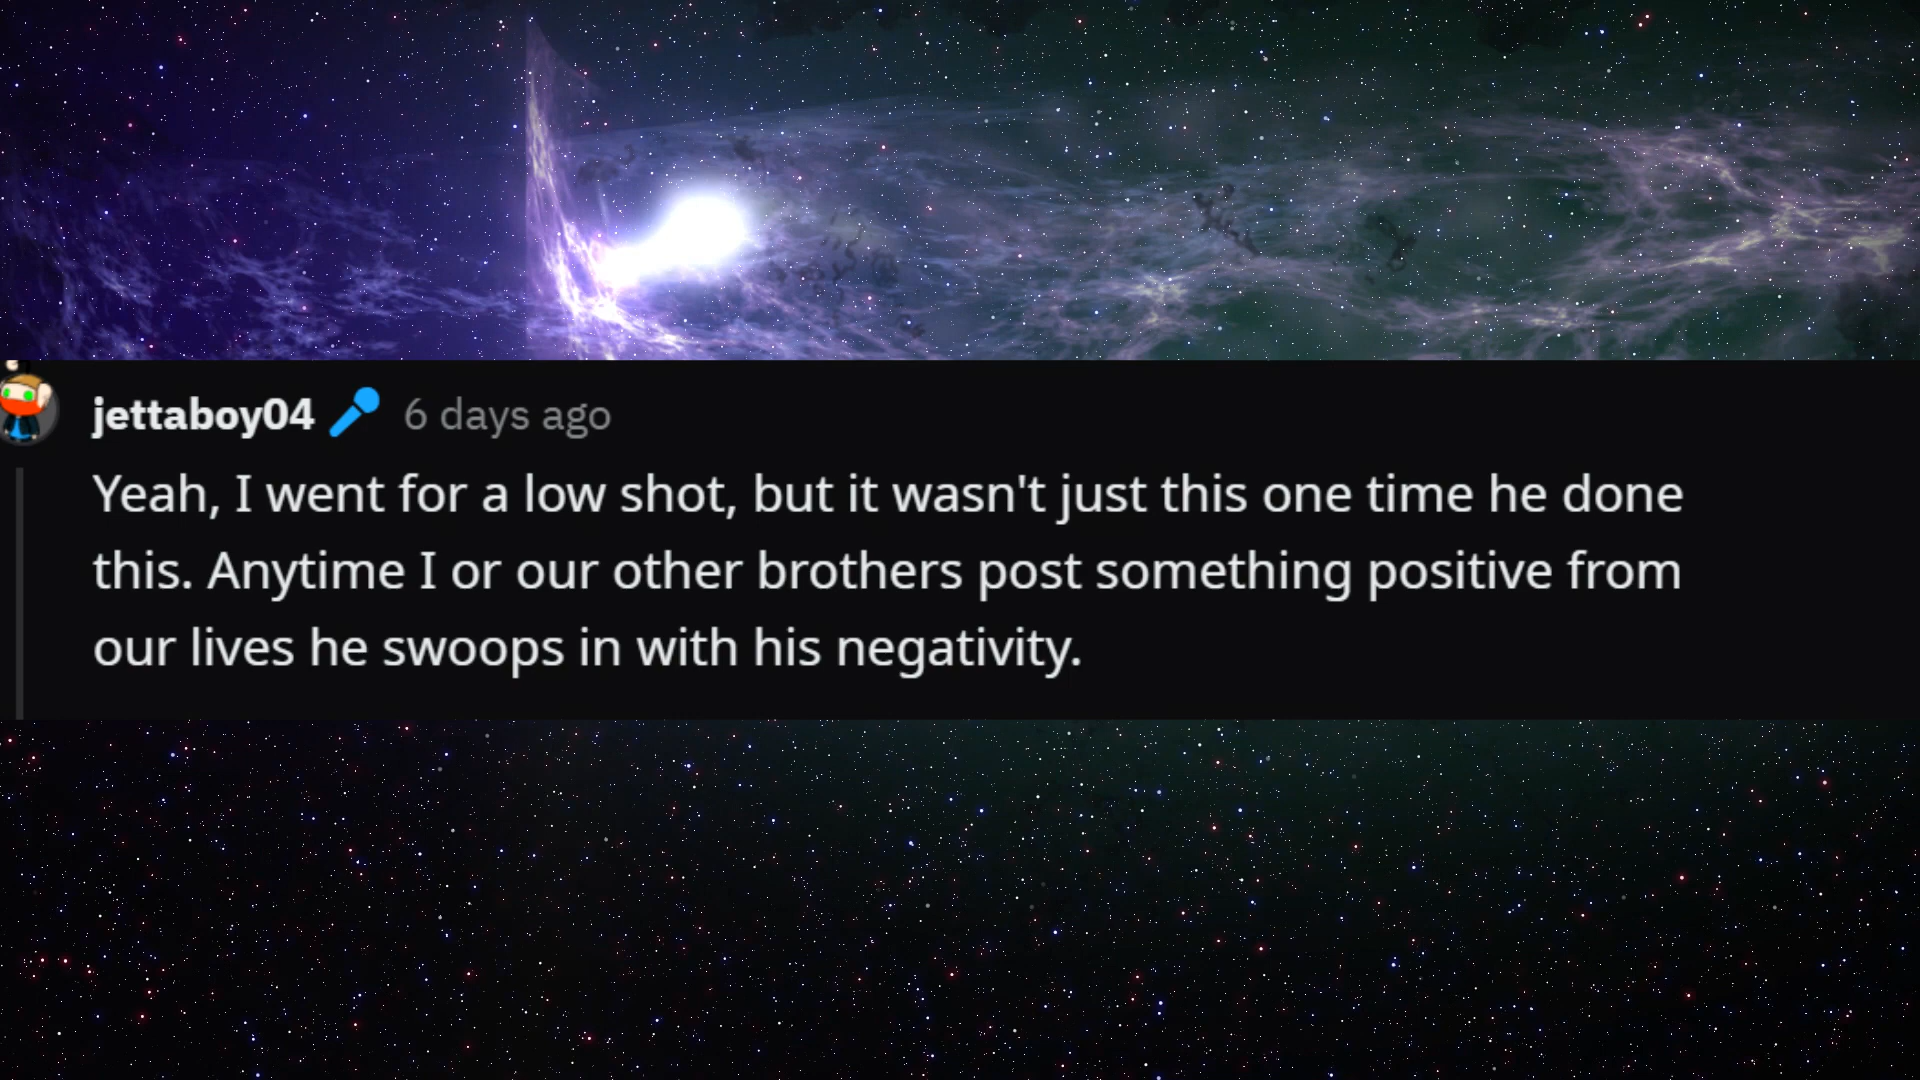 jettaboy04 6 days ago
Yeah, I went for a low shot, but it wasn't just this one time he done
this. Anytime I or our other brothers post something positive from
our lives he swoops in with his negativity.